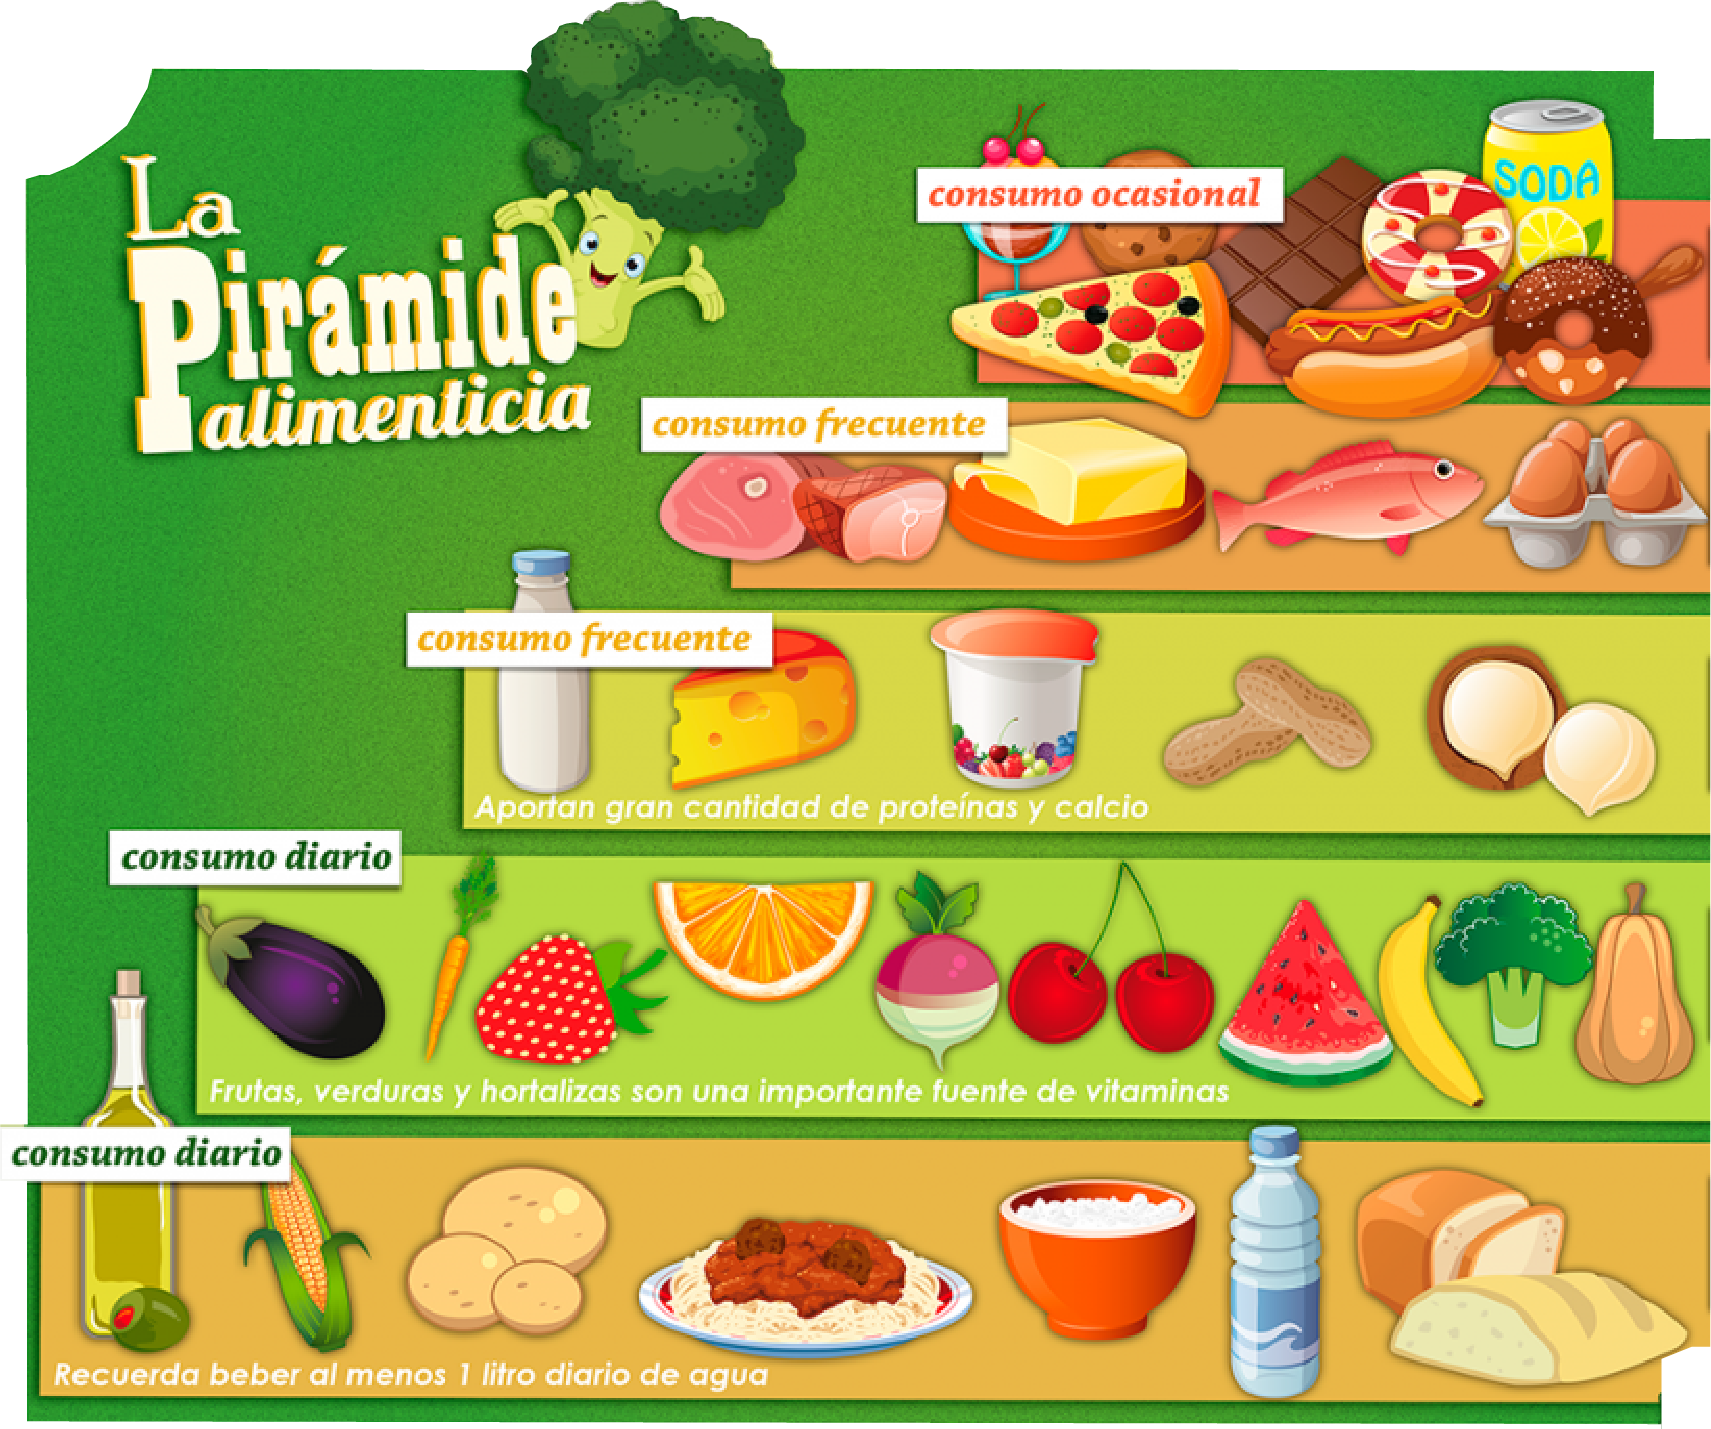 La
Pirámide
alimenticia
consumo ocasional
SODA
consumo frecuente
consumo frecuente
Aportan gran cantidad de proteínas y calcio
consumo diario
Frutas, verduras y hortalizas son una importante fuente de vitaminas
consumo diario
Recuerda beber al menos 1 litro diario de agua